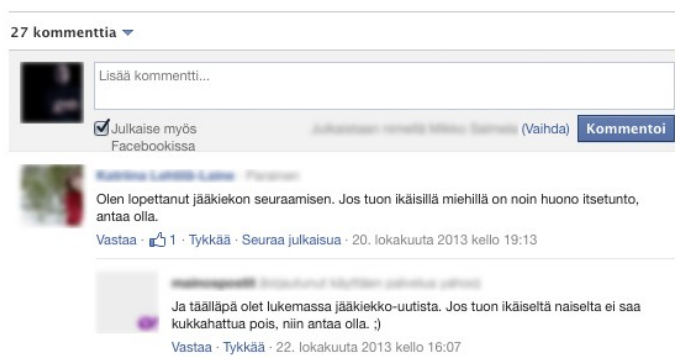 27 kommenttia
Lisää kommentti...
Julkaise myös
Facebookissa
(Vaihda) Kommentoi
Olen lopettanut jääkiekon seuraamisen. Jos tuon ikäisillä miehillä on noin huono itsetunto,
antaa olla.
Vastaa · 1 · Tykkää · Seuraa julkaisua · 20. lokakuuta 2013 kello 19:13
Ja täälläpä olet lukemassa jääkiekko-uutista. Jos tuon ikäiseltä naiselta ei saa
kukkahattua pois, niin antaa olla. ;)
Vastaa · Tykkää · 22. lokakuuta 2013 kello 16:07